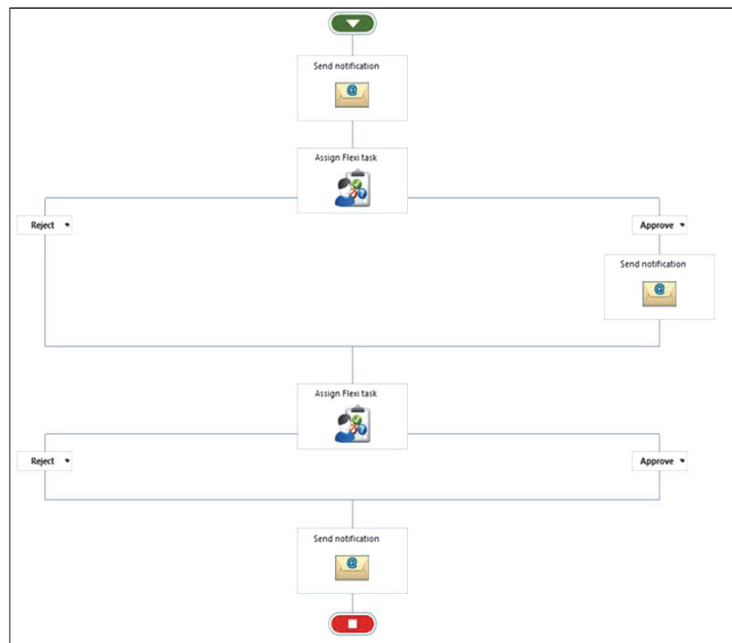 Send notification
Assign Flexi task
Reject
Approve
Send notification
Assign Flexi task
Reject
Approve
Send notification